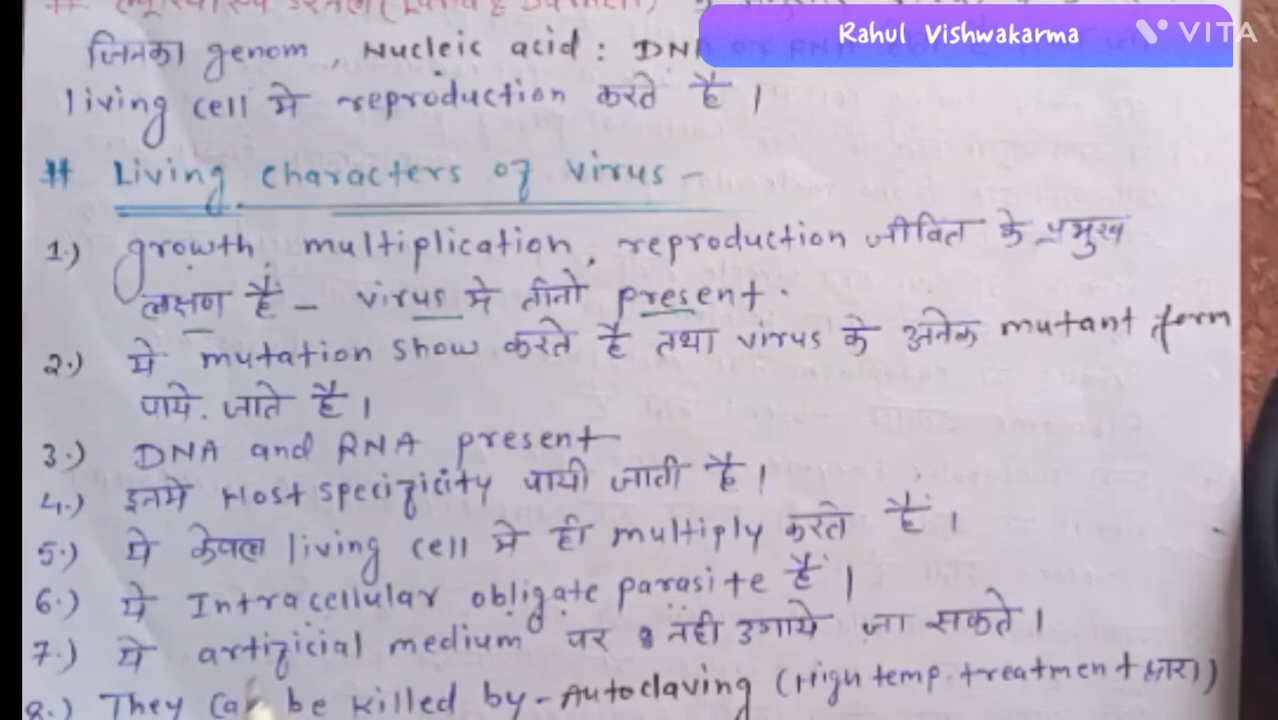 जिनका genom, Nucleic acid : DNA or RNA
Rahul Vishwakarma
VITA
living cell मे reproduction करते है ।
# Living characters of virus -
1.) growth, multiplication, reproduction जीवित के प्रमुख
लक्षण हैं - virus मे तीनो present.
2.) ये mutation show करते है तथा virus के अनेक mutant form
पाये जाते है ।
3.) DNA and RNA present
4.) इनमे Host specificity पायी जाती है ।
5.) ये केवल living cell मे ही multiply करते हैं ।
6.) ये Intracellular obligate parasite हैं ।
7.) ये artificial medium पर नही उगाये जा सकते ।
8.) They can be killed by - Autoclaving (High temp. treatment द्वारा)